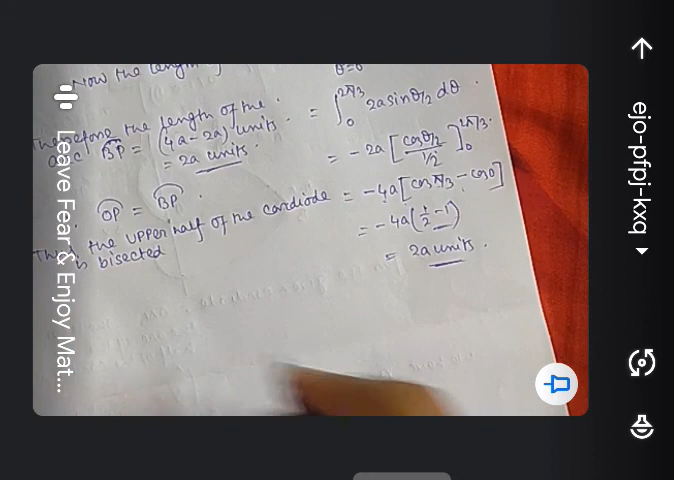 Now the length
θ=0
Therefore the length of the
arc BP = (4a-2a) units.
= 2a units.
= ∫₀^2π/3 2a sin θ/2 dθ.
= -2a [cos θ/2 / 1/2]₀^2π/3.
OP = BP.
= -4a [cos π/3 - cos 0]
Thus, the upper half of the cardiode
is bisected
= -4a (1/2 - 1)
= 2a units.
Leave Fear & Enjoy Mat...
ejo-pfpj-kxq